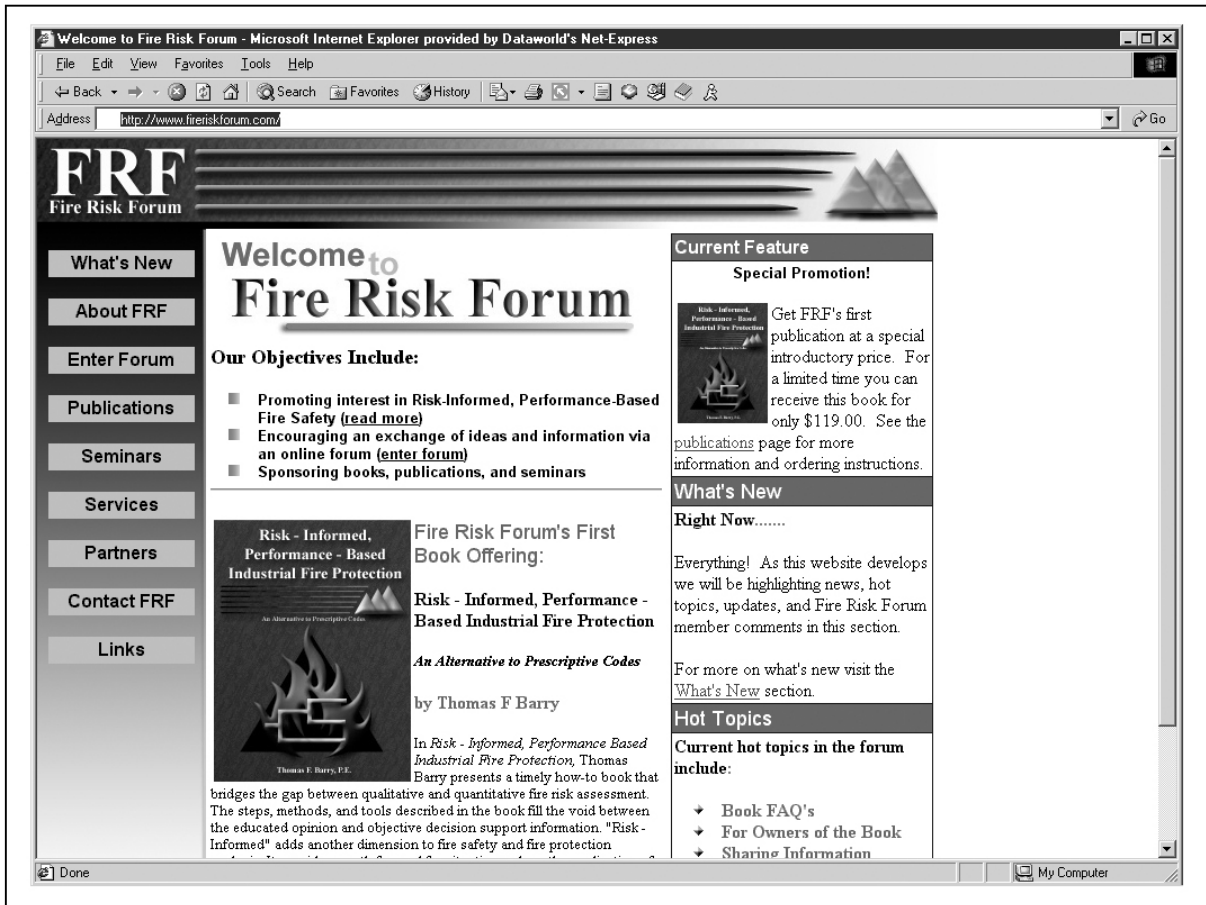 Welcome to Fire Risk Forum - Microsoft Internet Explorer provided by Dataworld's Net-Express
File Edit View Favorites Tools Help
Back Search Favorites History
Address http://www.fireriskforum.com/ Go
FRF
Fire Risk Forum
What's New
About FRF
Enter Forum
Publications
Seminars
Services
Partners
Contact FRF
Links
Welcome to
Fire Risk Forum
Our Objectives Include:
Promoting interest in Risk-Informed, Performance-Based
Fire Safety (read more)
Encouraging an exchange of ideas and information via
an online forum (enter forum)
Sponsoring books, publications, and seminars
Risk - Informed,
Performance - Based
Industrial Fire Protection
An Alternative to Prescriptive Codes
Thomas F. Barry, P.E.
Fire Risk Forum's First
Book Offering:
Risk - Informed, Performance -
Based Industrial Fire Protection
An Alternative to Prescriptive Codes
by Thomas F Barry
In Risk - Informed, Performance Based
Industrial Fire Protection, Thomas
Barry presents a timely how-to book that
bridges the gap between qualitative and quantitative fire risk assessment.
The steps, methods, and tools described in the book fill the void between
the educated opinion and objective decision support information. "Risk -
Informed" adds another dimension to fire safety and fire protection
Current Feature
Special Promotion!
Risk - Informed,
Performance - Based
Industrial Fire Protection
Thomas F. Barry, P.E.
Get FRF's first
publication at a special
introductory price. For
a limited time you can
receive this book for
only $119.00. See the
publications page for more
information and ordering instructions.
What's New
Right Now.......
Everything! As this website develops
we will be highlighting news, hot
topics, updates, and Fire Risk Forum
member comments in this section.
For more on what's new visit the
What's New section.
Hot Topics
Current hot topics in the forum
include:
Book FAQ's
For Owners of the Book
Sharing Information
Done
My Computer